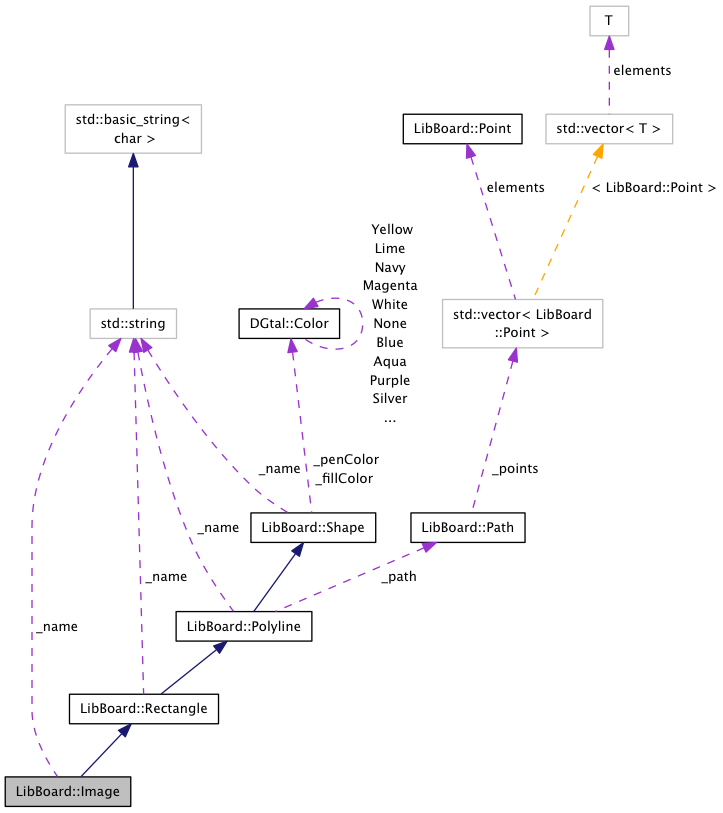 T
elements
std::basic_string<
char >
LibBoard::Point
std::vector< T >
elements
< LibBoard::Point >
Yellow
Lime
Navy
Magenta
White
None
Blue
Aqua
Purple
Silver
...
std::string
DGtal::Color
std::vector< LibBoard
::Point >
_name
_penColor
_fillColor
_points
LibBoard::Shape
LibBoard::Path
_name
_name
_path
LibBoard::Polyline
_name
LibBoard::Rectangle
LibBoard::Image